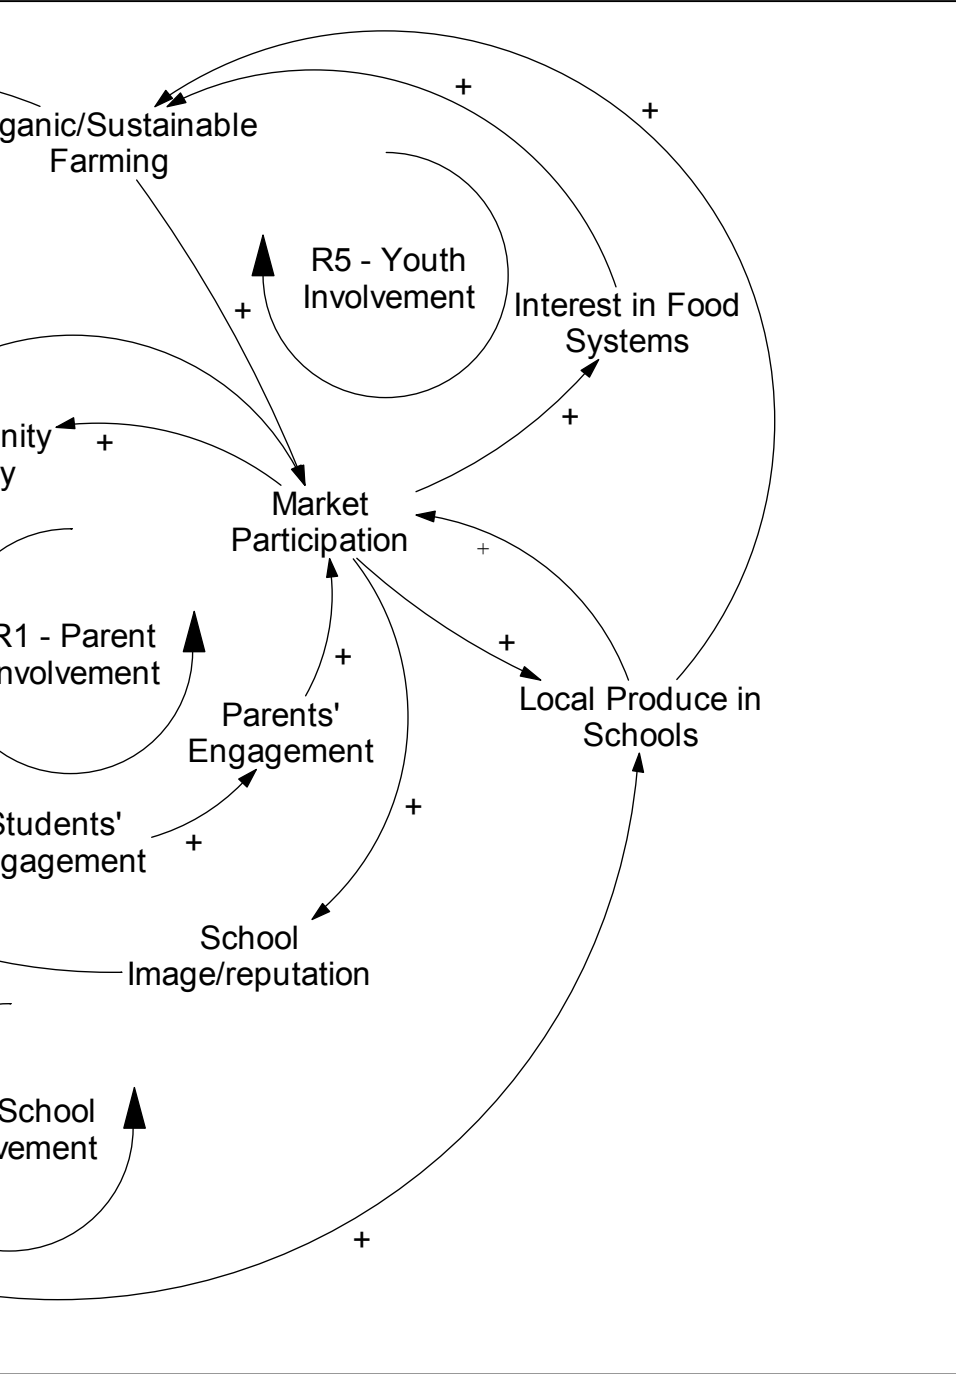 ganic/Sustainable
Farming
+
+
R5 - Youth
Involvement
+
Interest in Food
Systems
+
nity
y
+
Market
Participation
+
R1 - Parent
nvolvement
+
+
Local Produce in
Schools
Parents'
Engagement
+
Students'
gagement
+
School
Image/reputation
School
vement
+